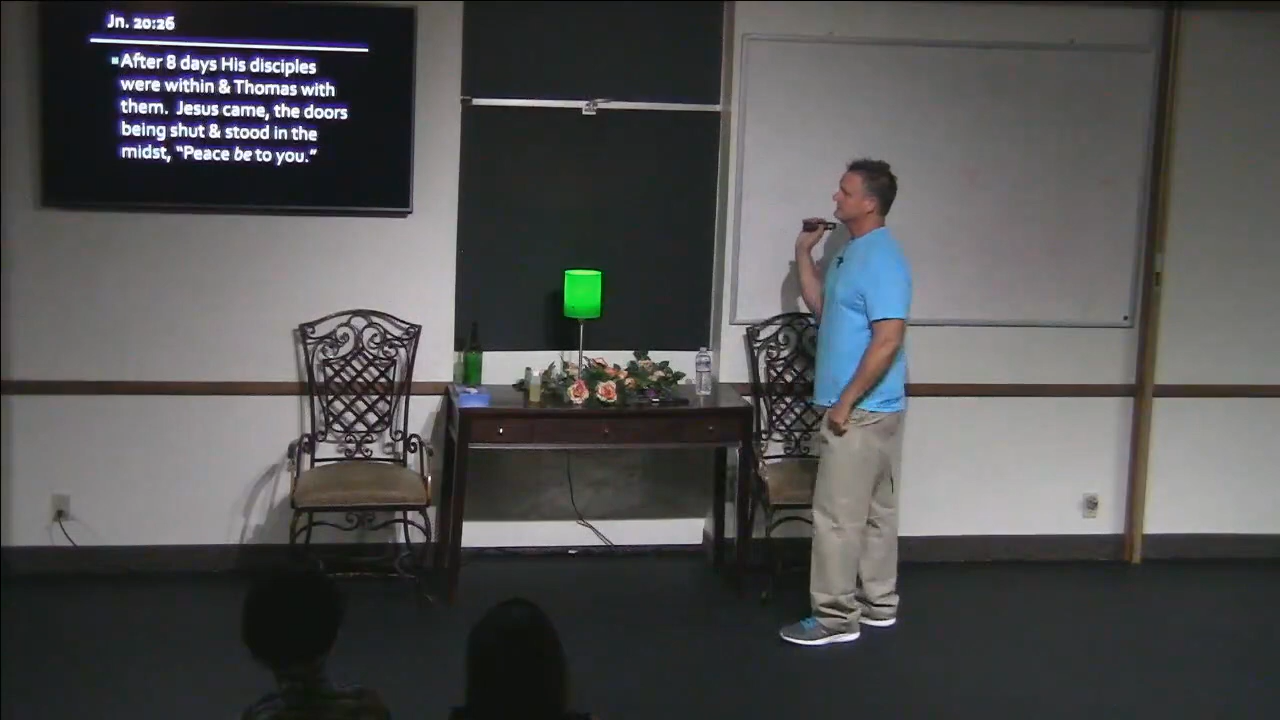 Jn. 20:26
▪After 8 days His disciples
were within & Thomas with
them.  Jesus came, the doors
being shut & stood in the
midst, “Peace be to you.”